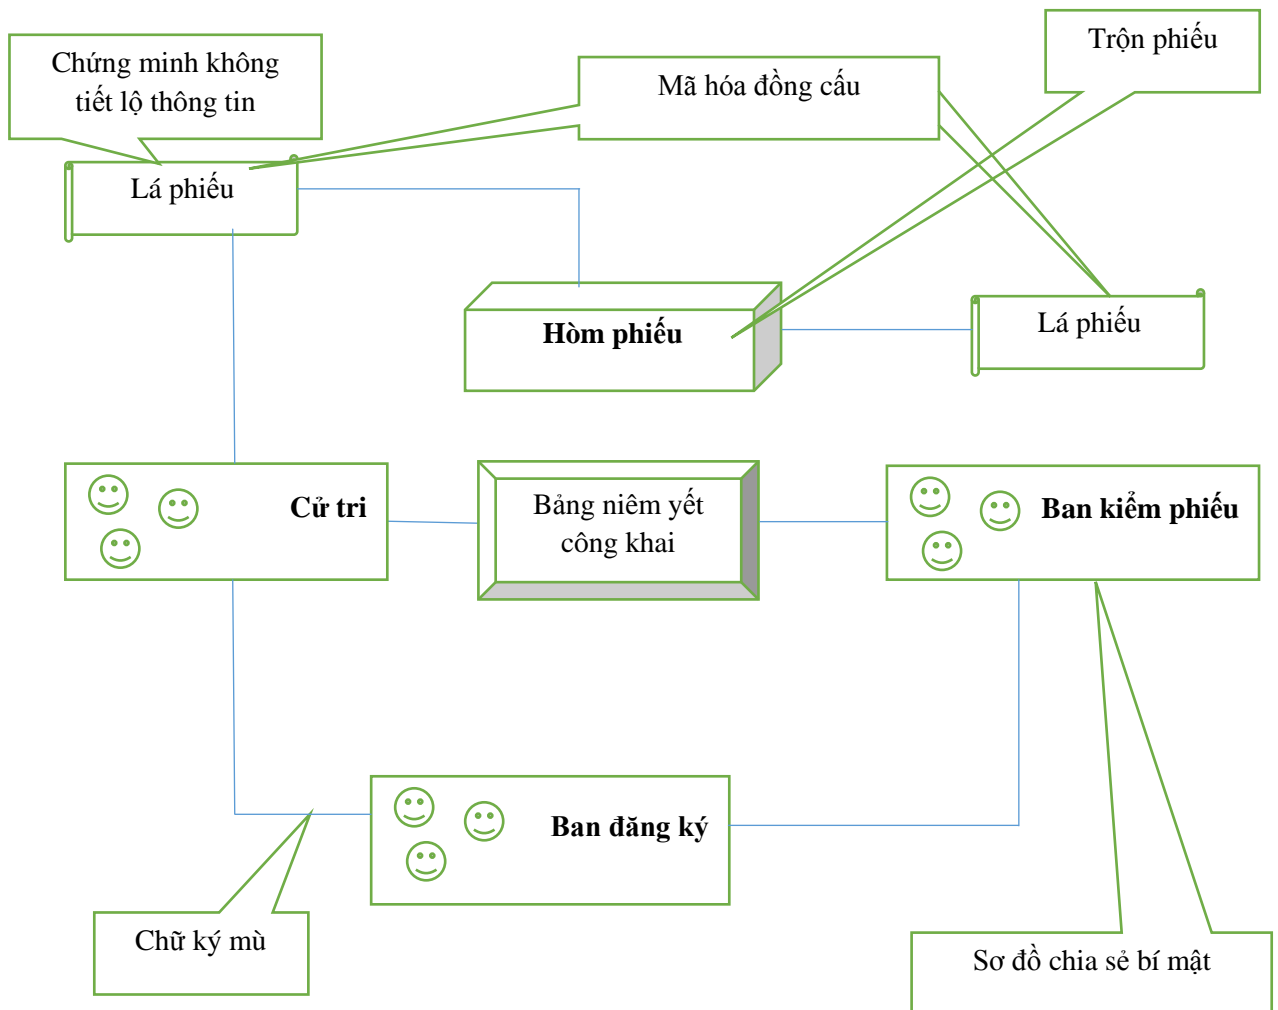 Trộn phiếu
Chứng minh không
tiết lộ thông tin
Mã hóa đồng cấu
Lá phiếu
Hòm phiếu
Lá phiếu
Cử tri
Bảng niêm yết
công khai
Ban kiểm phiếu
Ban đăng ký
Chữ ký mù
Sơ đồ chia sẻ bí mật